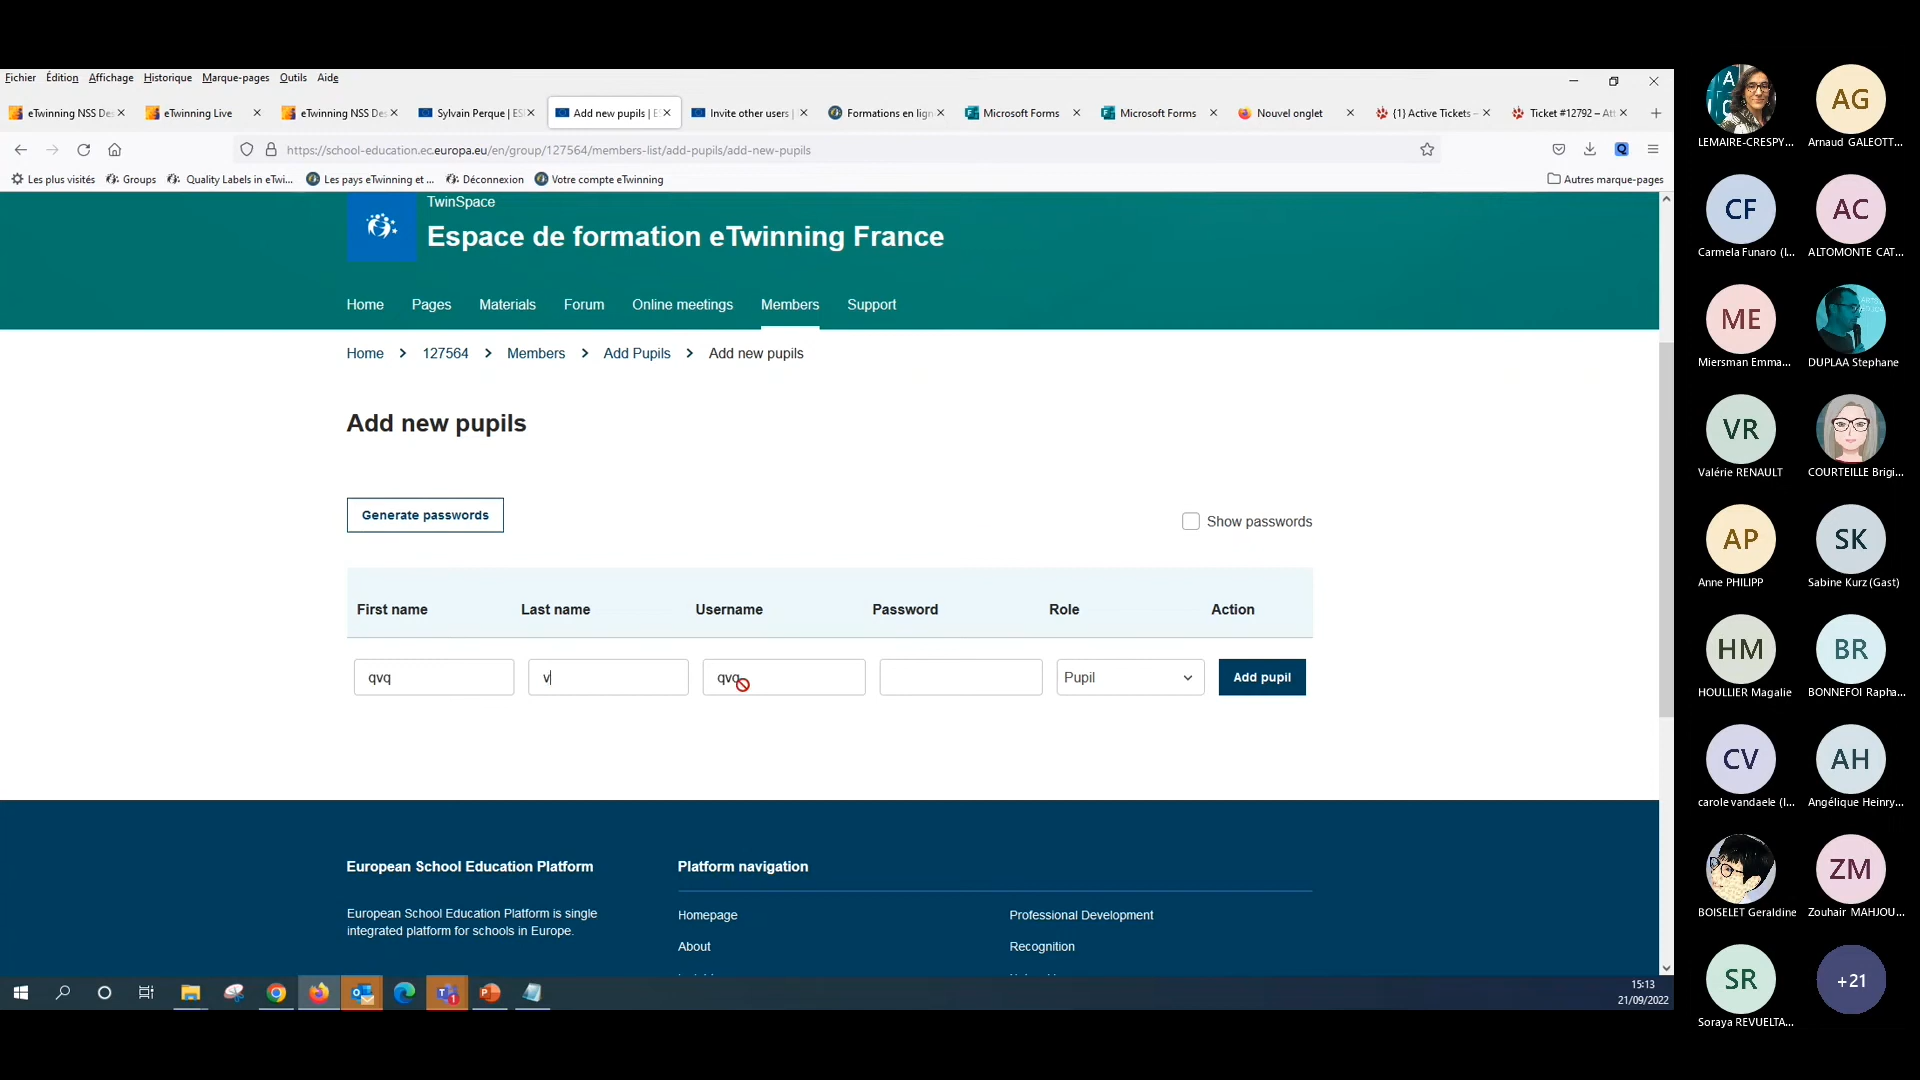 Fichier Édition Affichage Historique Marque-pages Outils Aide
eTwinning NSS De
eTwinning Live
eTwinning NSS Des
Sylvain Perque | ES
Add new pupils | E
Invite other users |
Formations en lign
Microsoft Forms
Microsoft Forms
Nouvel onglet
{1} Active Tickets –
Ticket #12792 – Att
https://school-education.ec.europa.eu/en/group/127564/members-list/add-pupils/add-new-pupils
Les plus visités Groups Quality Labels in eTwi... Les pays eTwinning et ... Déconnexion Votre compte eTwinning Autres marque-pages
TwinSpace
Espace de formation eTwinning France
Home Pages Materials Forum Online meetings Members Support
Home > 127564 > Members > Add Pupils > Add new pupils
Add new pupils
Generate passwords
Show passwords
First name Last name Username Password Role Action
qvq v qvq Pupil Add pupil
European School Education Platform
European School Education Platform is single
integrated platform for schools in Europe.
Platform navigation
Homepage
Professional Development
About
Recognition
15:13
21/09/2022
LEMAIRE-CRESPY...
AG
Arnaud GALEOTT...
CF
Carmela Funaro (I...
AC
ALTOMONTE CAT...
ME
Miersman Emma...
DUPLAA Stephane
VR
Valérie RENAULT
COURTEILLE Brigi...
AP
Anne PHILIPP
SK
Sabine Kurz (Gast)
HM
HOULLIER Magalie
BR
BONNEFOI Rapha...
CV
carole vandaele (I...
AH
Angélique Heinry...
BOISELET Geraldine
ZM
Zouhair MAHJOU...
SR
Soraya REVUELTA...
+21